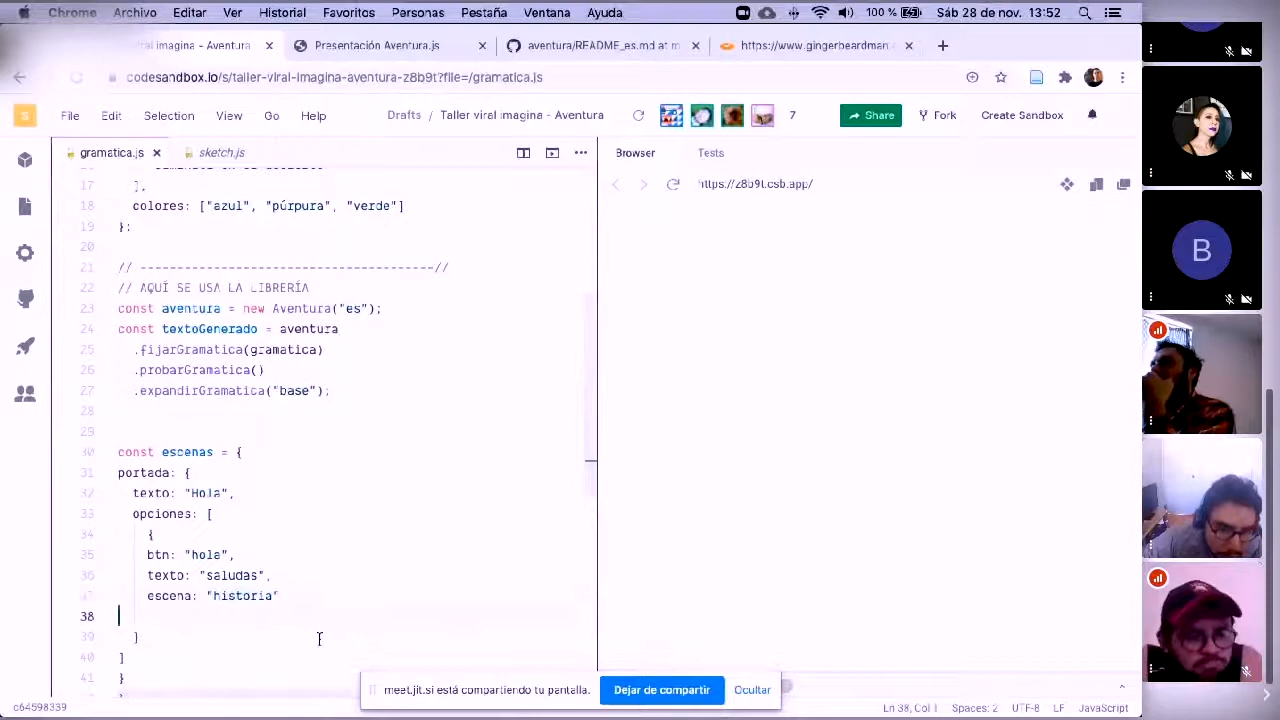 Chrome Archivo Editar Ver Historial Favoritos Personas Pestaña Ventana Ayuda 100 % Sáb 28 de nov. 13:52
viral imagina - Aventura Presentación Aventura.js aventura/README_es.md at m https://www.gingerbeardman.
codesandbox.io/s/taller-viral-imagina-aventura-z8b9t?file=/gramatica.js
S File Edit Selection View Go Help Drafts / Taller viral imagina - Aventura 7 Share Fork Create Sandbox
gramatica.js sketch.js Browser Tests
https://z8b9t.csb.app/
17 ],
18 colores: ["azul", "púrpura", "verde"]
19 };
20
21 // ----------------------------------------//
22 // AQUÍ SE USA LA LIBRERÍA
23 const aventura = new Aventura("es");
24 const textoGenerado = aventura
25 .fijarGramatica(gramatica)
26 .probarGramatica()
27 .expandirGramatica("base");
28
29
30 const escenas = {
31 portada: {
32 texto: "Hola",
33 opciones: [
34 {
35 btn: "hola",
36 texto: "saludas",
37 escena: "historia"
38
39 ]
40 ]
41 }
B
meet.jit.si está compartiendo tu pantalla. Dejar de compartir Ocultar
c64598339 Ln 38, Col 1 Spaces: 2 UTF-8 LF JavaScript